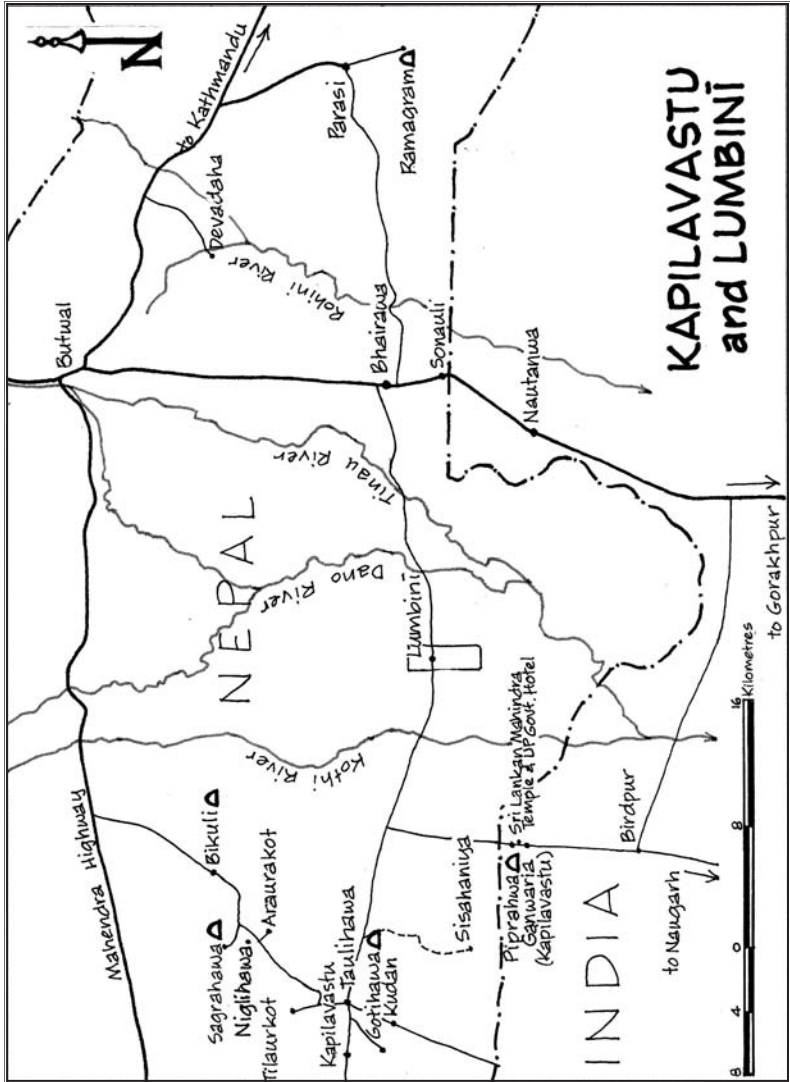 N
KAPILAVASTU
and LUMBINĪ
to Kathmandu
Butwal
Mahendra Highway
Devadaha
Rohini River
Parasi
Ramagram
Bhairawa
Sonauli
Nautanwa
to Gorakhpur
Tinau River
Dano River
NEPAL
Lumbinī
Kothi River
Bikuli
Araurakot
Sagrahawa
Niglihawa
Tilaurkot
Kapilavastu
Taulihawa
Gotihawa
Kudan
Sisahaniya
Sri Lankan Mahindra
Temple & UP Govt. Hotel
Piprahwa
Ganwaria
(Kapilavastu)
Birdpur
to Naugarh
INDIA
8 4 0 8 16
Kilometres